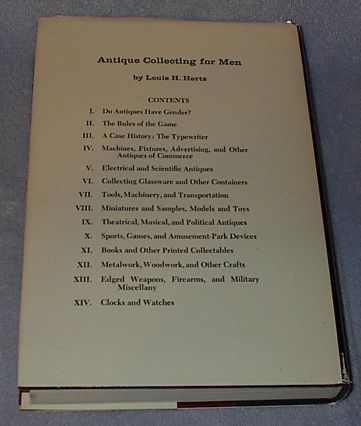 Antique Collecting for Men
by Louis H. Hertz
CONTENTS
I. Do Antiques Have Gender?
II. The Rules of the Game
III. A Case History: The Typewriter
IV. Machines, Fixtures, Advertising, and Other
Antiques of Commerce
V. Electrical and Scientific Antiques
VI. Collecting Glassware and Other Containers
VII. Tools, Machinery, and Transportation
VIII. Miniatures and Samples, Models and Toys
IX. Theatrical, Musical, and Political Antiques
X. Sports, Games, and Amusement-Park Devices
XI. Books and Other Printed Collectables
XII. Metalwork, Woodwork, and Other Crafts
XIII. Edged Weapons, Firearms, and Military
Miscellany
XIV. Clocks and Watches